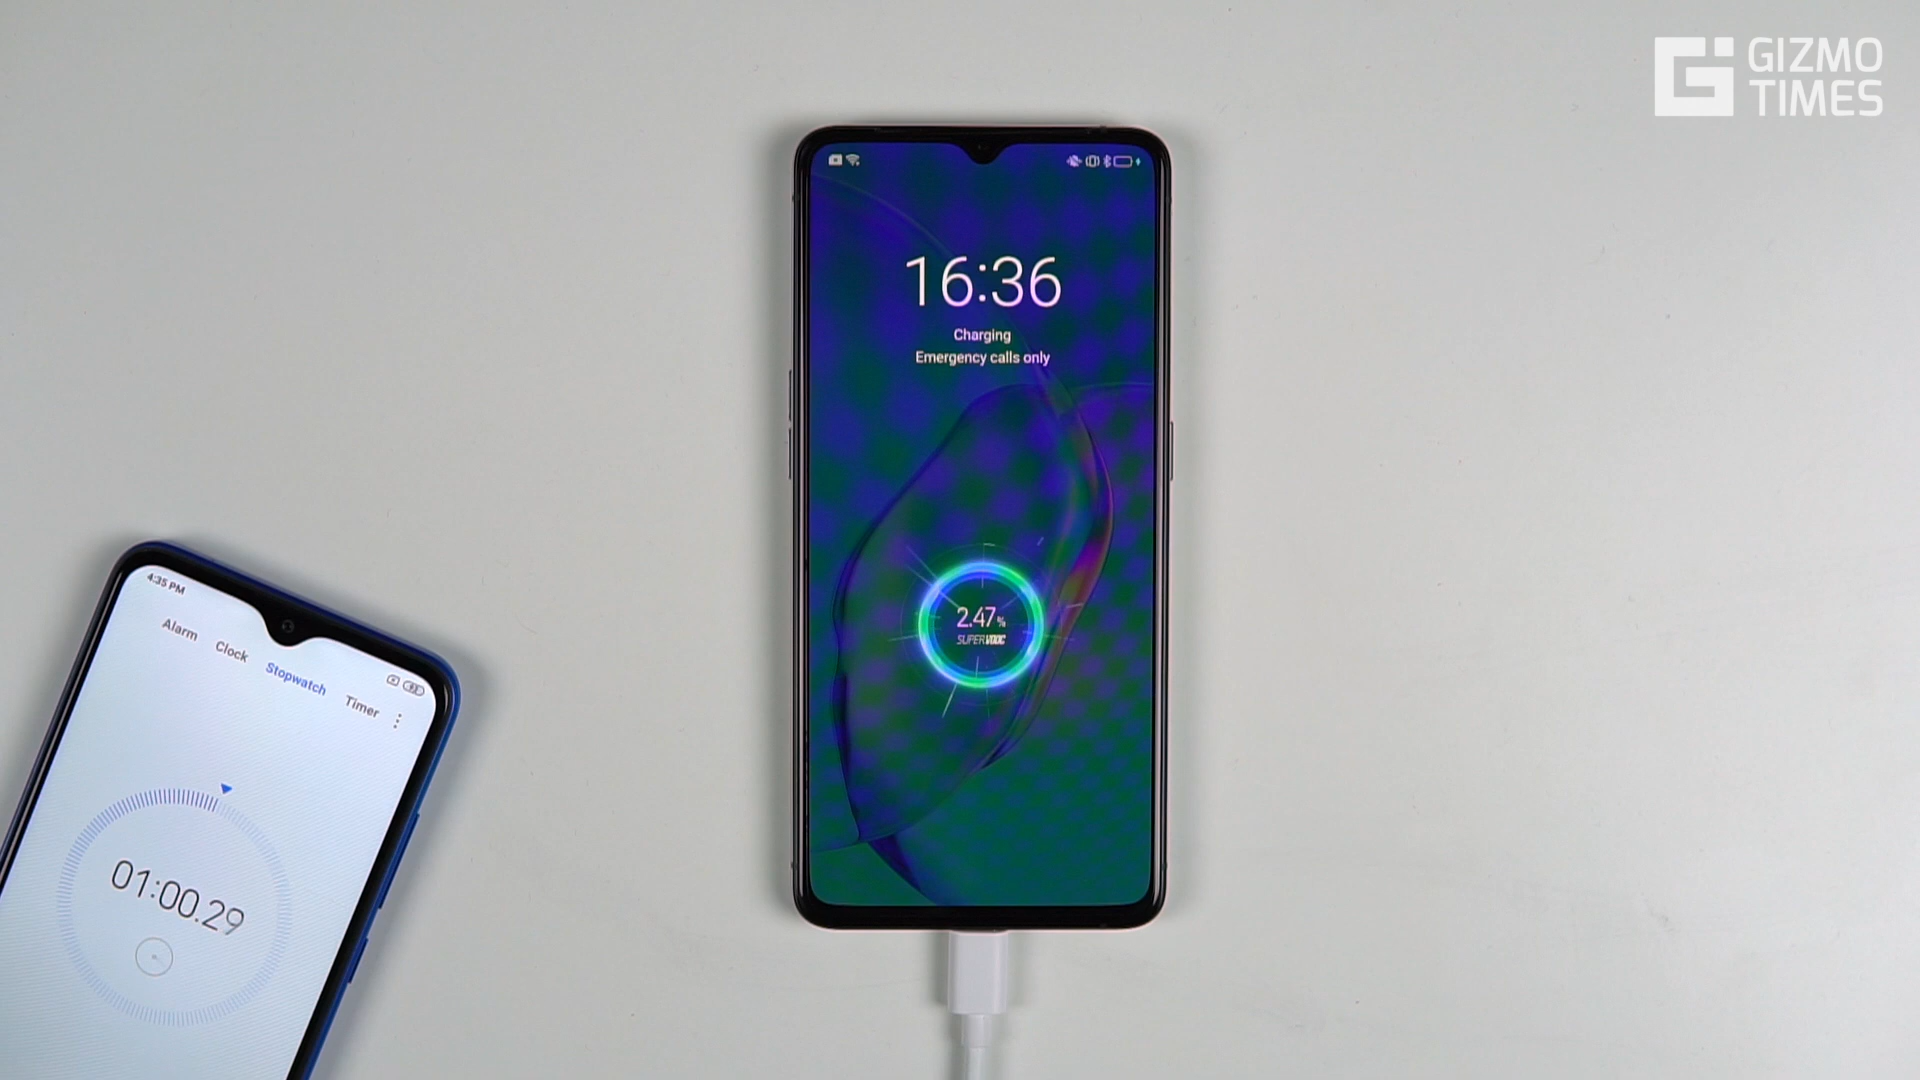 GIZMO
TIMES
16:36
Charging
Emergency calls only
2.47%
SUPERVOOC
4:35 PM
Alarm Clock Stopwatch Timer
01:00.29